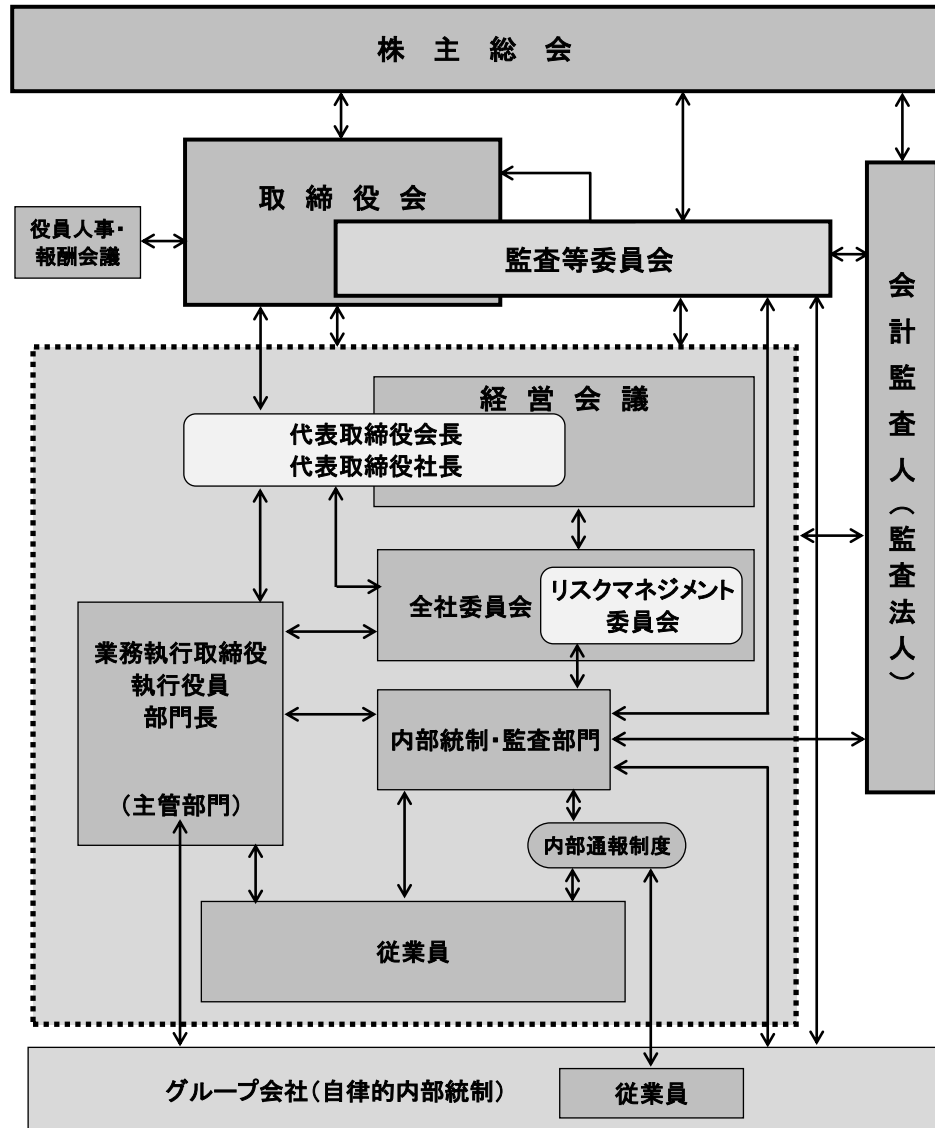 株主総会
取締役会
役員人事・
報酬会議
監査等委員会
会計監査人(監査法人)
経営会議
代表取締役会長
代表取締役社長
全社委員会
リスクマネジメント
委員会
業務執行取締役
執行役員
部門長
(主管部門)
内部統制・監査部門
内部通報制度
従業員
グループ会社(自律的内部統制)
従業員